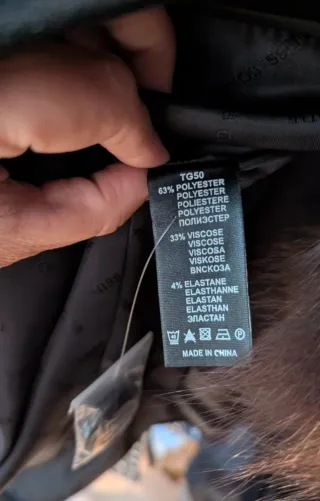 TG50
63% POLYESTER
POLYESTER
POLIESTERE
POLYESTER
ПОЛИЭСТЕР
33% VISCOSE
VISCOSE
VISCOSA
VISKOSE
ВИСКОЗА
4% ELASTANE
ELASTHANNE
ELASTAN
ELASTHAN
ЭЛАСТАН
MADE IN CHINA